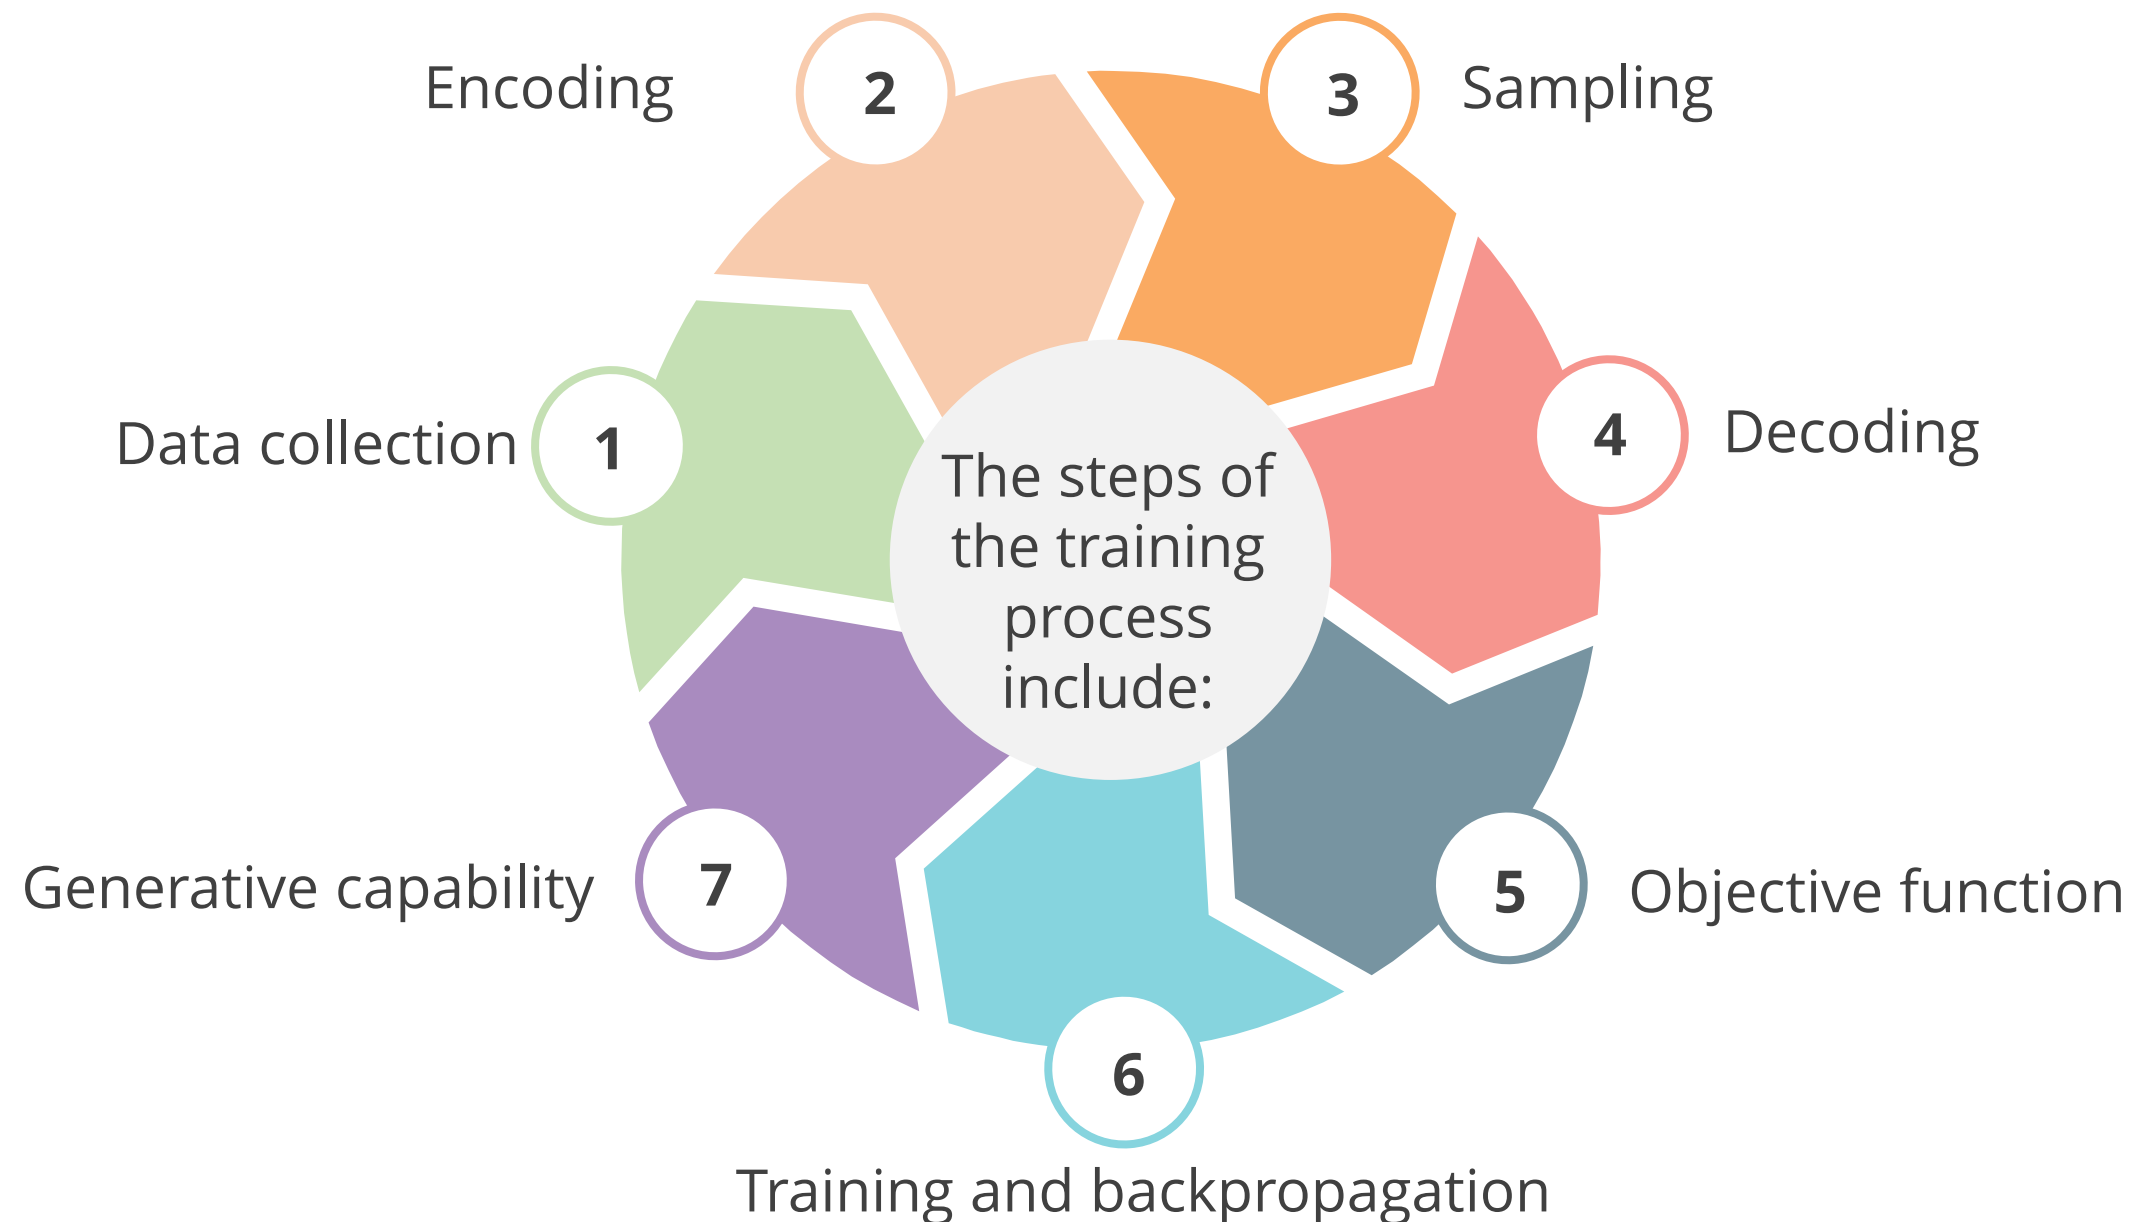 The steps of
the training
process
include:
1
Data collection
2
Encoding
3
Sampling
4
Decoding
5
Objective function
6
Training and backpropagation
7
Generative capability